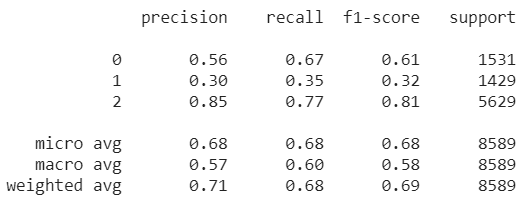 precision recall f1-score support
0 0.56 0.67 0.61 1531
1 0.30 0.35 0.32 1429
2 0.85 0.77 0.81 5629
micro avg 0.68 0.68 0.68 8589
macro avg 0.57 0.60 0.58 8589
weighted avg 0.71 0.68 0.69 8589